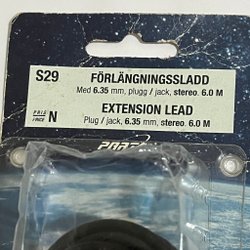 S29
FÖRLÄNGNINGSSLADD
Med 6.35 mm, plugg / jack, stereo. 6.0 M
PRIS
/PRICE N
EXTENSION LEAD
Plug / jack, 6.35 mm, stereo. 6.0 M